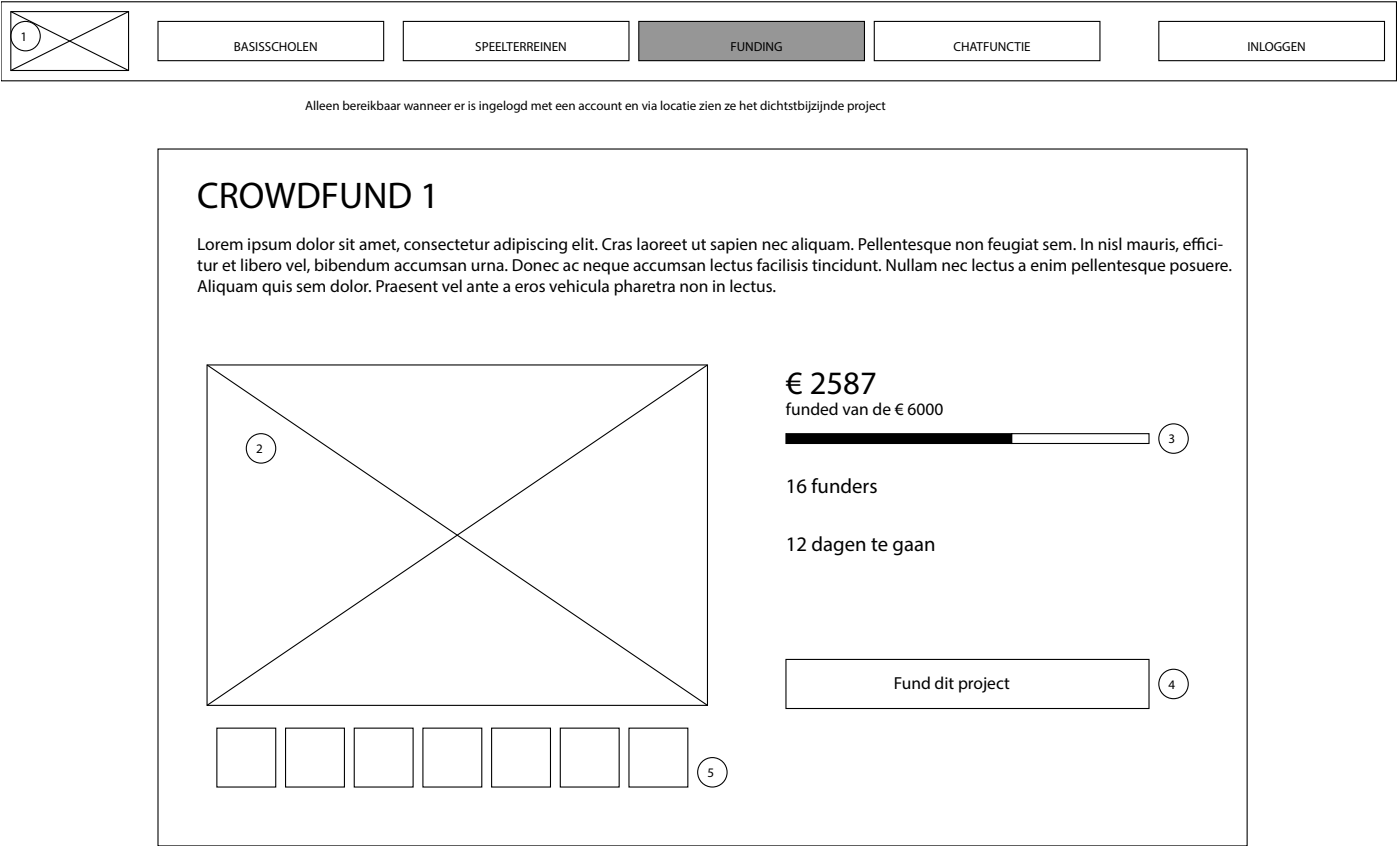 1
BASISSCHOLEN
SPEELTERREINEN
FUNDING
CHATFUNCTIE
INLOGGEN
Alleen bereikbaar wanneer er is ingelogd met een account en via locatie zien ze het dichtstbijzijnde project
CROWDFUND 1
Lorem ipsum dolor sit amet, consectetur adipiscing elit. Cras laoreet ut sapien nec aliquam. Pellentesque non feugiat sem. In nisl mauris, effici-
tur et libero vel, bibendum accumsan urna. Donec ac neque accumsan lectus facilisis tincidunt. Nullam nec lectus a enim pellentesque posuere.
Aliquam quis sem dolor. Praesent vel ante a eros vehicula pharetra non in lectus.
2
€ 2587
funded van de € 6000
3
16 funders
12 dagen te gaan
Fund dit project
4
5